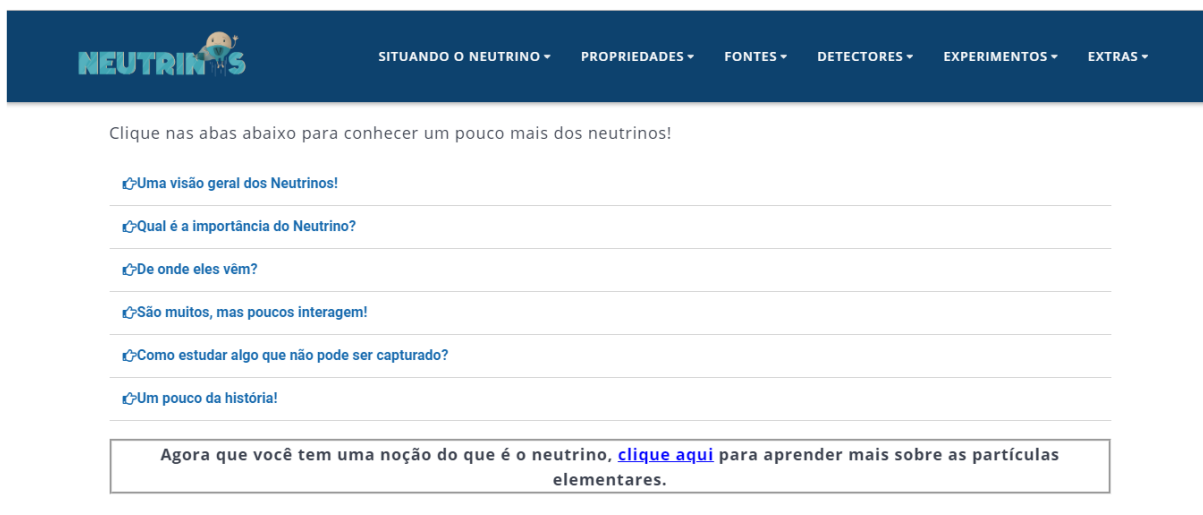 NEUTRINOS
SITUANDO O NEUTRINO PROPRIEDADES FONTES DETECTORES EXPERIMENTOS EXTRAS
Clique nas abas abaixo para conhecer um pouco mais dos neutrinos!
Uma visão geral dos Neutrinos!
Qual é a importância do Neutrino?
De onde eles vêm?
São muitos, mas poucos interagem!
Como estudar algo que não pode ser capturado?
Um pouco da história!
Agora que você tem uma noção do que é o neutrino, clique aqui para aprender mais sobre as partículas
elementares.